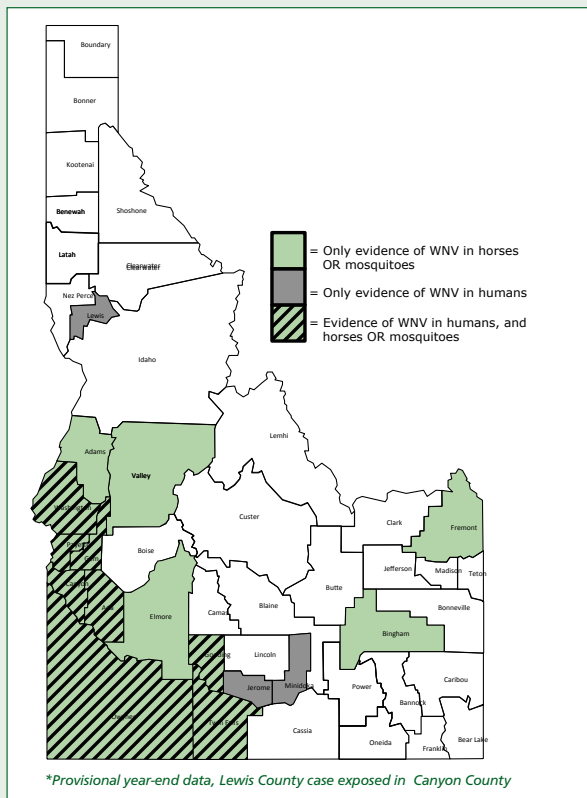 Boundary
Bonner
Kootenai
Benewah
Shoshone
Latah
Clearwater
Nez Perce
Lewis
Idaho
= Only evidence of WNV in horses
OR mosquitoes
= Only evidence of WNV in humans
= Evidence of WNV in humans, and
horses OR mosquitoes
Lemhi
Adams
Valley
Washington
Custer
Clark
Fremont
Payette
Gem
Boise
Jefferson
Madison
Teton
Canyon
Ada
Elmore
Camas
Blaine
Butte
Bonneville
Bingham
Gooding
Lincoln
Jerome
Minidoka
Power
Bannock
Caribou
Owyhee
Twin Falls
Cassia
Oneida
Franklin
Bear Lake
*Provisional year-end data, Lewis County case exposed in Canyon County